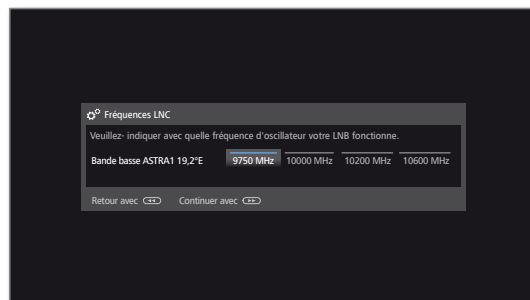 Fréquences LNC
Veuillez- indiquer avec quelle fréquence d'oscillateur votre LNB fonctionne.
Bande basse ASTRA1 19,2°E 9750 MHz 10000 MHz 10200 MHz 10600 MHz
Retour avec Continuer avec